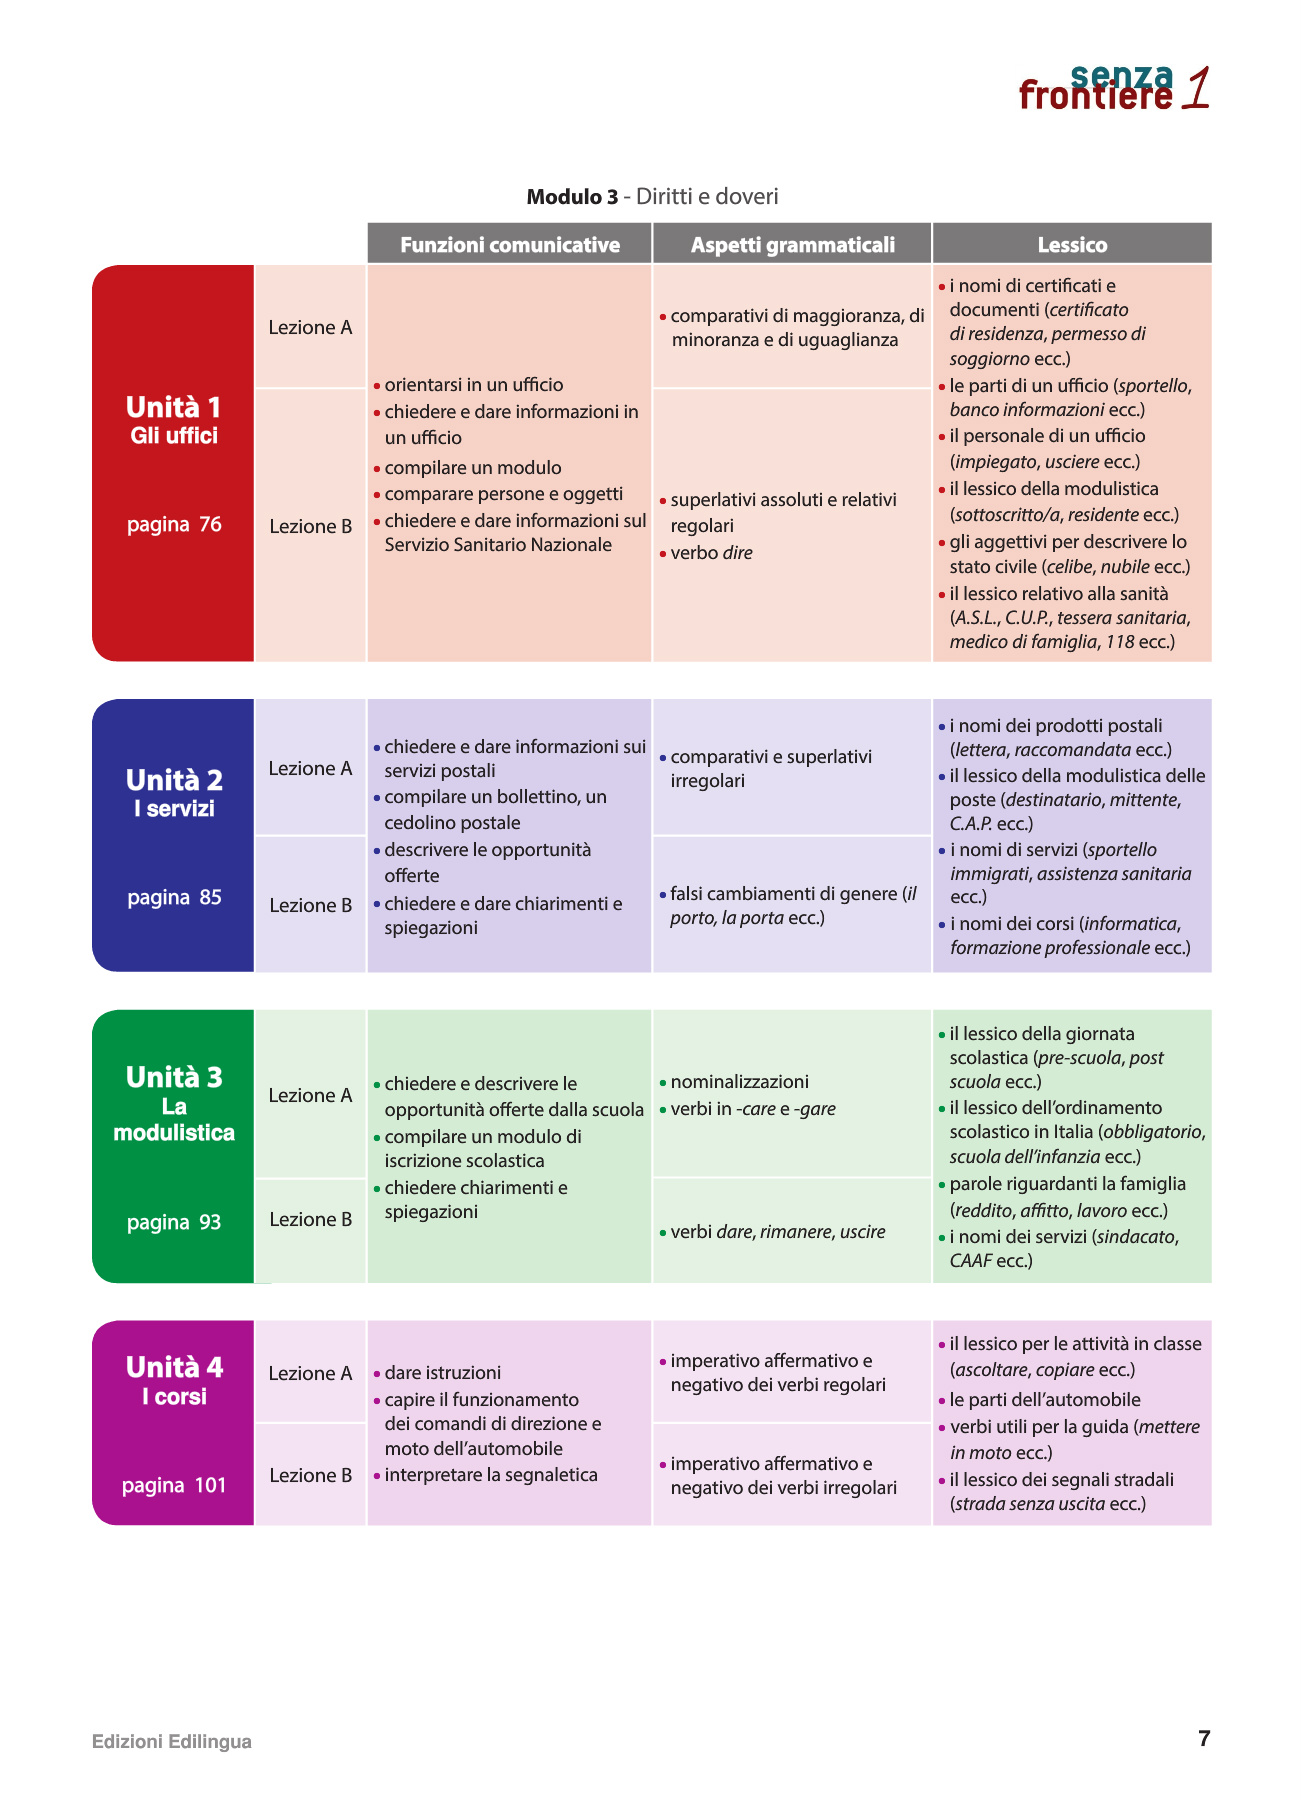 senza
frontiere 1
Modulo 3 - Diritti e doveri
Funzioni comunicative
Aspetti grammaticali
Lessico
Unità 1
Gli uffici
pagina 76
Lezione A
Lezione B
• orientarsi in un ufficio
• chiedere e dare informazioni in
un ufficio
• compilare un modulo
• comparare persone e oggetti
• chiedere e dare informazioni sul
Servizio Sanitario Nazionale
• comparativi di maggioranza, di
minoranza e di uguaglianza
• superlativi assoluti e relativi
regolari
• verbo dire
• i nomi di certificati e
documenti (certificato
di residenza, permesso di
soggiorno ecc.)
• le parti di un ufficio (sportello,
banco informazioni ecc.)
• il personale di un ufficio
(impiegato, usciere ecc.)
• il lessico della modulistica
(sottoscritto/a, residente ecc.)
• gli aggettivi per descrivere lo
stato civile (celibe, nubile ecc.)
• il lessico relativo alla sanità
(A.S.L., C.U.P., tessera sanitaria,
medico di famiglia, 118 ecc.)
Unità 2
I servizi
pagina 85
Lezione A
Lezione B
• chiedere e dare informazioni sui
servizi postali
• compilare un bollettino, un
cedolino postale
• descrivere le opportunità
offerte
• chiedere e dare chiarimenti e
spiegazioni
• comparativi e superlativi
irregolari
• falsi cambiamenti di genere (il
porto, la porta ecc.)
• i nomi dei prodotti postali
(lettera, raccomandata ecc.)
• il lessico della modulistica delle
poste (destinatario, mittente,
C.A.P. ecc.)
• i nomi di servizi (sportello
immigrati, assistenza sanitaria
ecc.)
• i nomi dei corsi (informatica,
formazione professionale ecc.)
Unità 3
La
modulistica
pagina 93
Lezione A
Lezione B
• chiedere e descrivere le
opportunità offerte dalla scuola
• compilare un modulo di
iscrizione scolastica
• chiedere chiarimenti e
spiegazioni
• nominalizzazioni
• verbi in -care e -gare
• verbi dare, rimanere, uscire
• il lessico della giornata
scolastica (pre-scuola, post
scuola ecc.)
• il lessico dell'ordinamento
scolastico in Italia (obbligatorio,
scuola dell'infanzia ecc.)
• parole riguardanti la famiglia
(reddito, affitto, lavoro ecc.)
• i nomi dei servizi (sindacato,
CAAF ecc.)
Unità 4
I corsi
pagina 101
Lezione A
Lezione B
• dare istruzioni
• capire il funzionamento
dei comandi di direzione e
moto dell'automobile
• interpretare la segnaletica
• imperativo affermativo e
negativo dei verbi regolari
• imperativo affermativo e
negativo dei verbi irregolari
• il lessico per le attività in classe
(ascoltare, copiare ecc.)
• le parti dell'automobile
• verbi utili per la guida (mettere
in moto ecc.)
• il lessico dei segnali stradali
(strada senza uscita ecc.)
Edizioni Edilingua
7